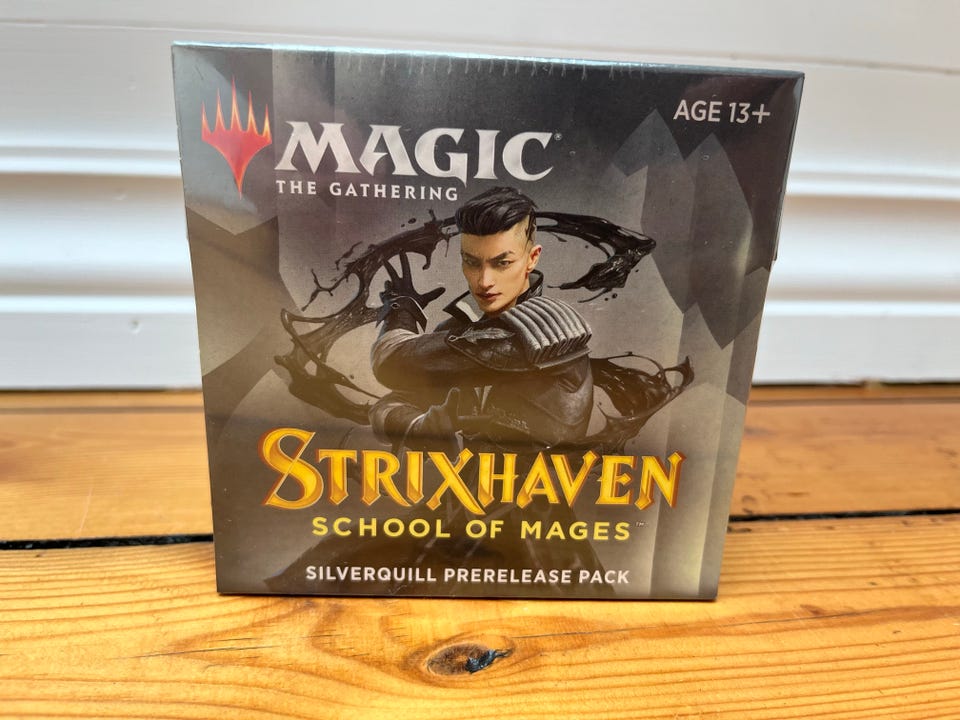 AGE 13+
MAGIC®
THE GATHERING
STRIXHAVEN
SCHOOL OF MAGES™
SILVERQUILL PRERELEASE PACK